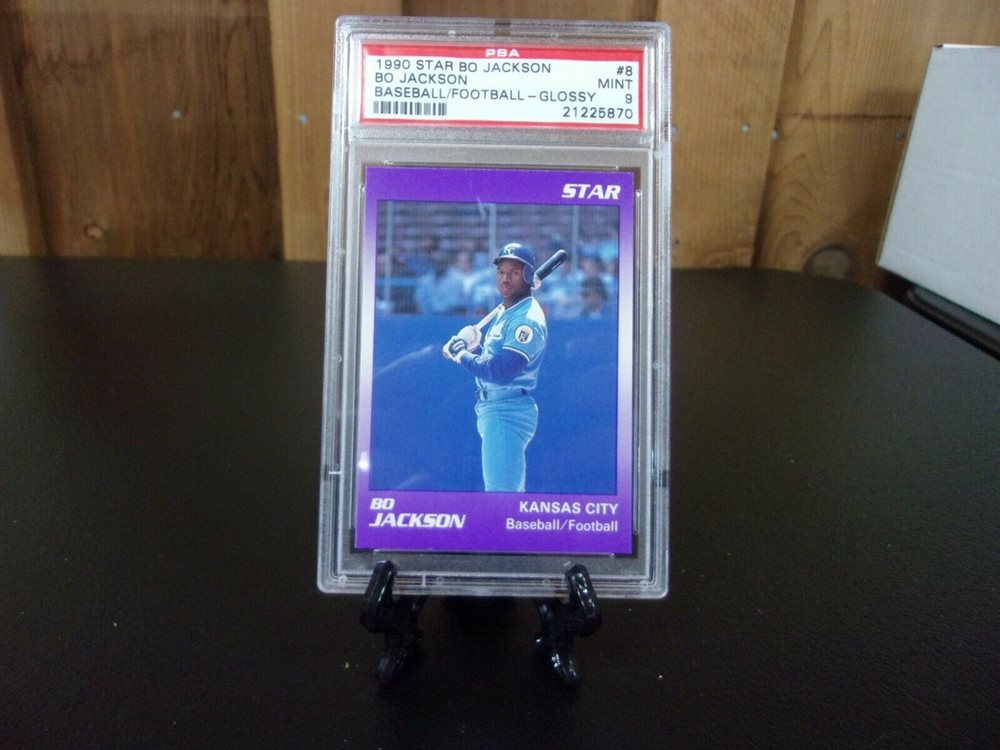 PSA
1990 STAR BO JACKSON #8
BO JACKSON MINT
BASEBALL/FOOTBALL-GLOSSY 9
21225870
STAR
KC
BO
JACKSON
KANSAS CITY
Baseball/Football